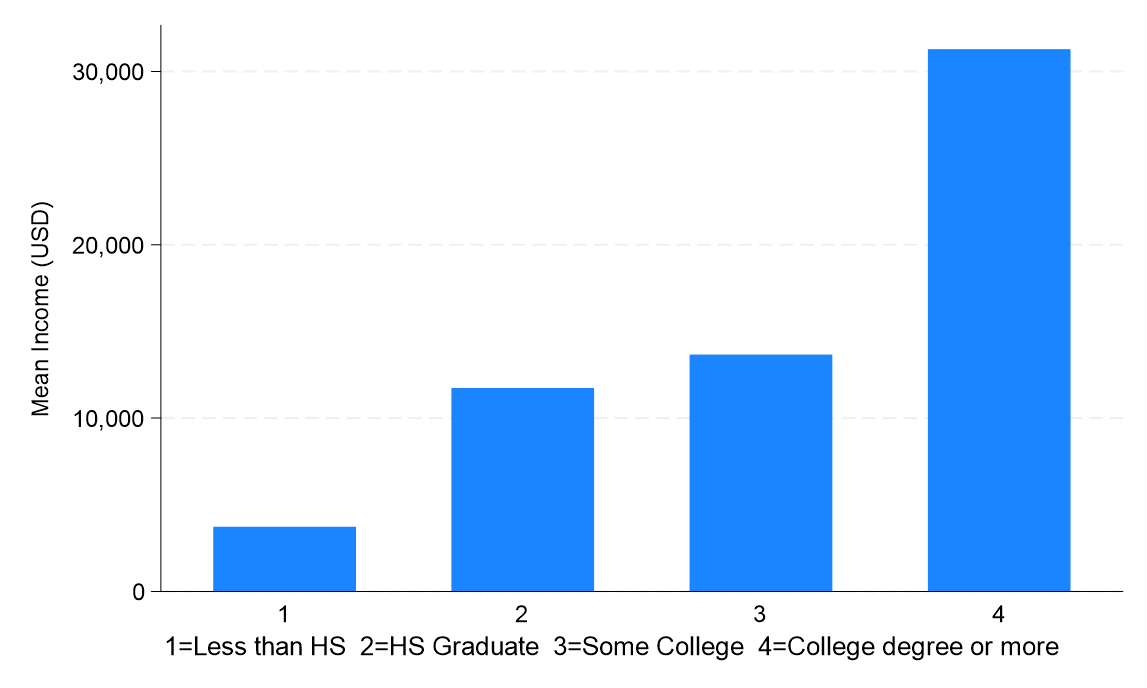 30,000
20,000
10,000
0
Mean Income (USD)
1 2 3 4
1=Less than HS 2=HS Graduate 3=Some College 4=College degree or more